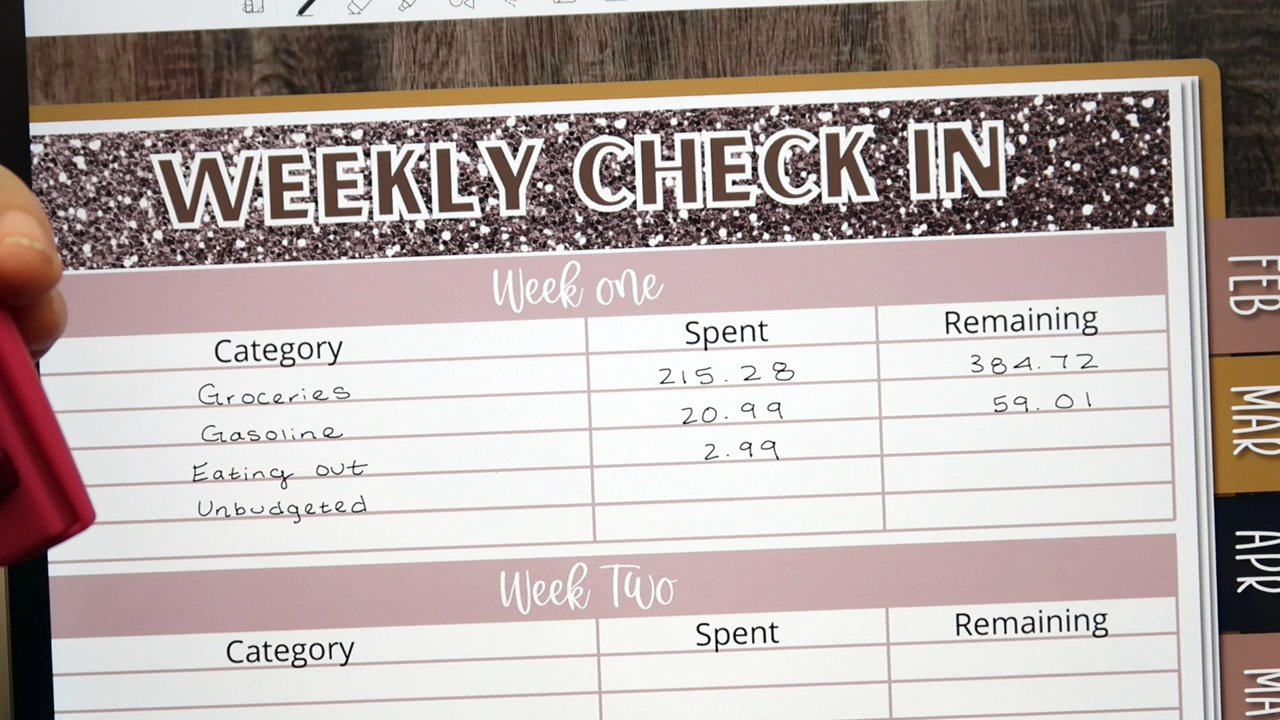 WEEKLY CHECK IN
Week one
Category Spent Remaining
Groceries 215.28 384.72
Gasoline 20.99 59.01
Eating out 2.99
Unbudgeted
Week Two
Category Spent Remaining
FEB
MAR
APR